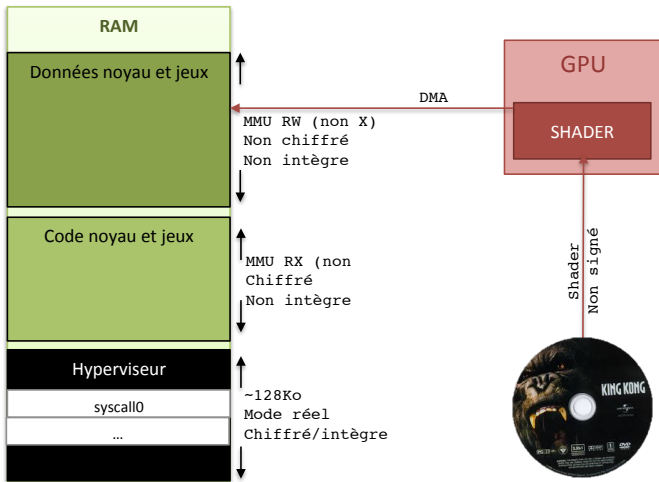 RAM
Données noyau et jeux
MMU RW (non X)
Non chiffré
Non intègre
DMA
GPU
SHADER
Code noyau et jeux
MMU RX (non
Chiffré
Non intègre
Shader
Non signé
Hyperviseur
syscall0
…
~128Ko
Mode réel
Chiffré/intègre
KING KONG